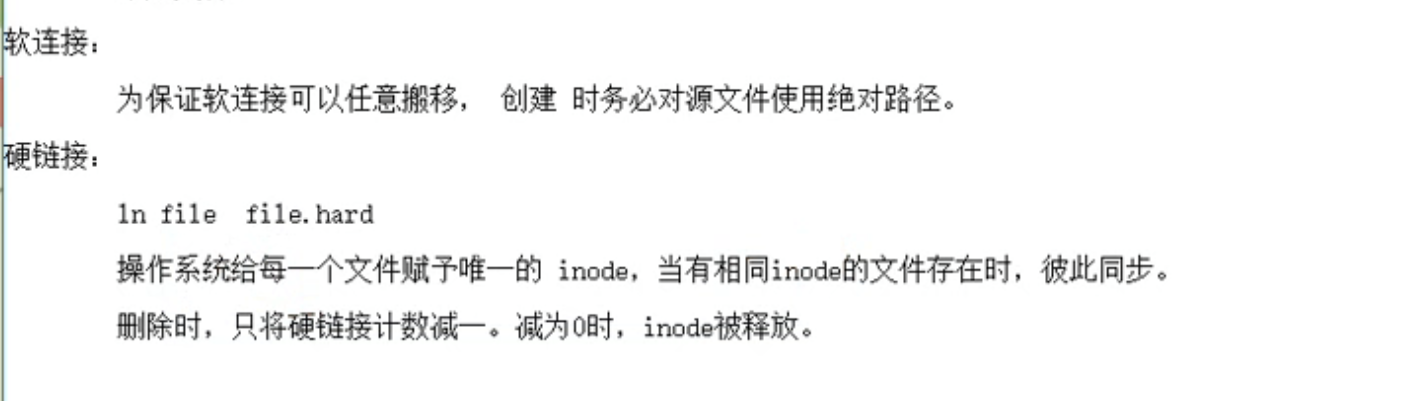 软连接：
为保证软连接可以任意搬移， 创建 时务必对源文件使用绝对路径。
硬链接：
ln file  file.hard
操作系统给每一个文件赋予唯一的 inode，当有相同inode的文件存在时，彼此同步。
删除时，只将硬链接计数减一。减为0时，inode被释放。